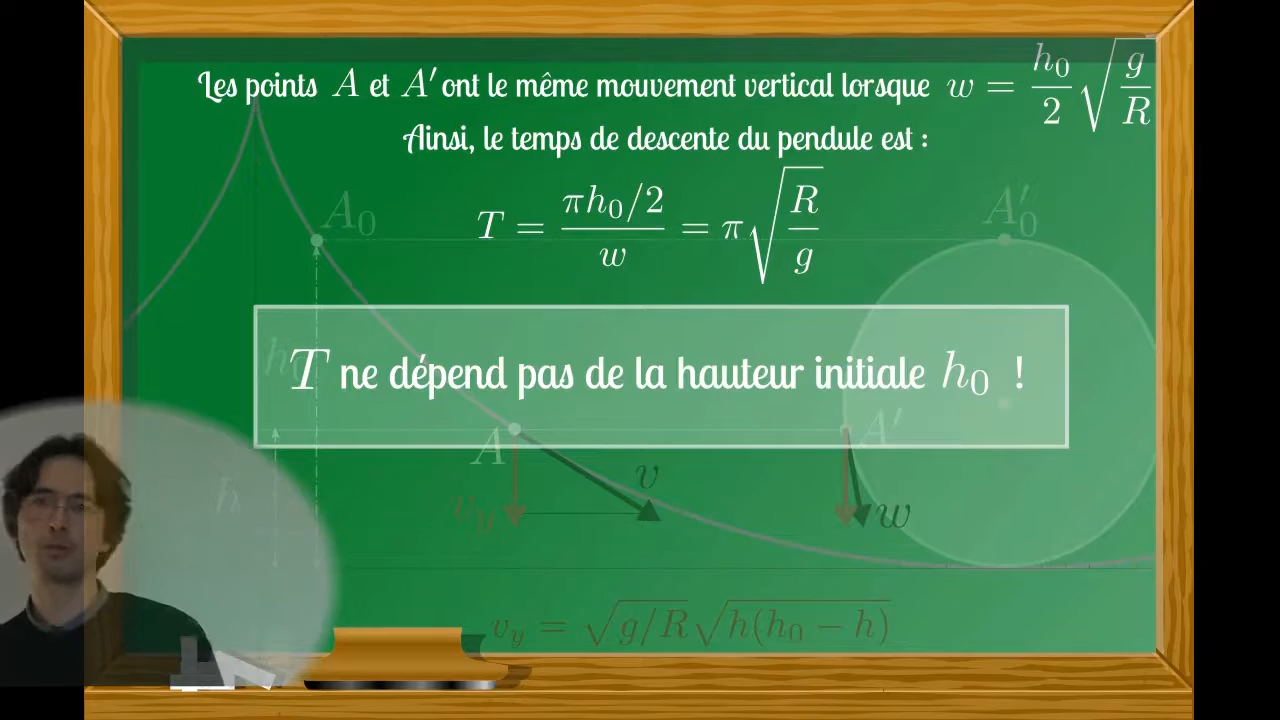 Les points A et A' ont le même mouvement vertical lorsque w = h₀/2 √(g/R)
Ainsi, le temps de descente du pendule est :
T = (πh₀/2)/w = π√(R/g)
A₀
A'₀
h₀
T ne dépend pas de la hauteur initiale h₀ !
A
A'
v
h
v_y
w
v_y = √(g/R)√(h(h₀ − h))